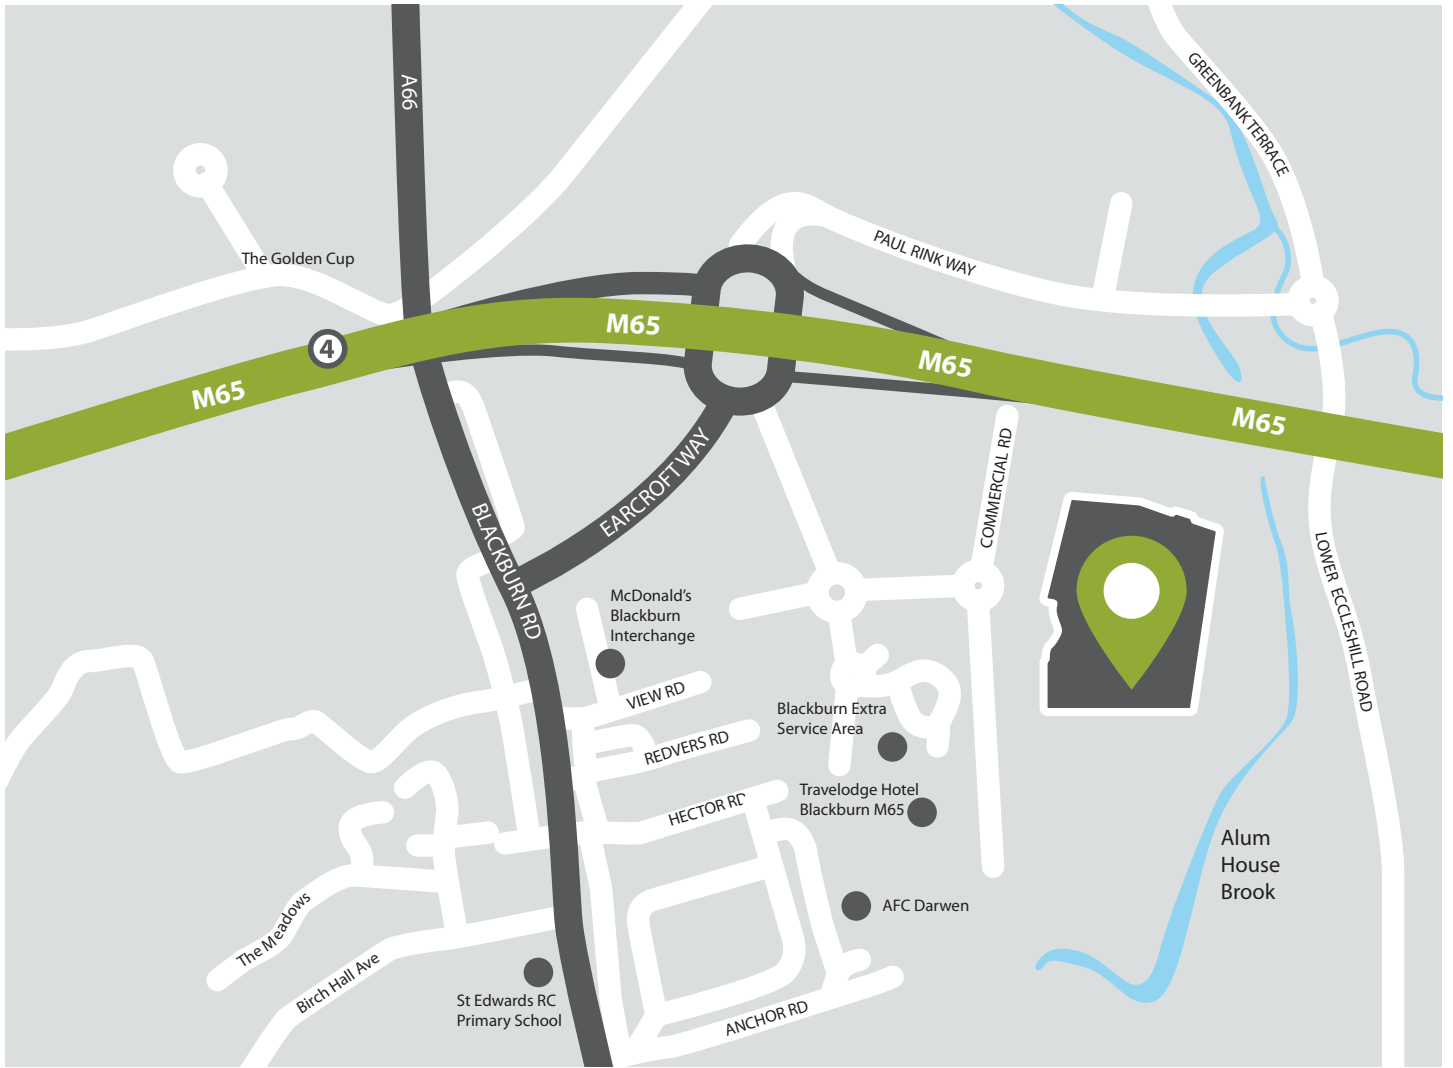 A66
GREENBANK TERRACE
The Golden Cup
PAUL RINK WAY
M65
4
M65
M65
M65
COMMERCIAL RD
EARCROFT WAY
BLACKBURN RD
LOWER ECCLESHILL ROAD
McDonald's
Blackburn
Interchange
VIEW RD
Blackburn Extra
Service Area
REDVERS RD
Travelodge Hotel
Blackburn M65
HECTOR RD
Alum
House
Brook
AFC Darwen
The Meadows
Birch Hall Ave
St Edwards RC
Primary School
ANCHOR RD